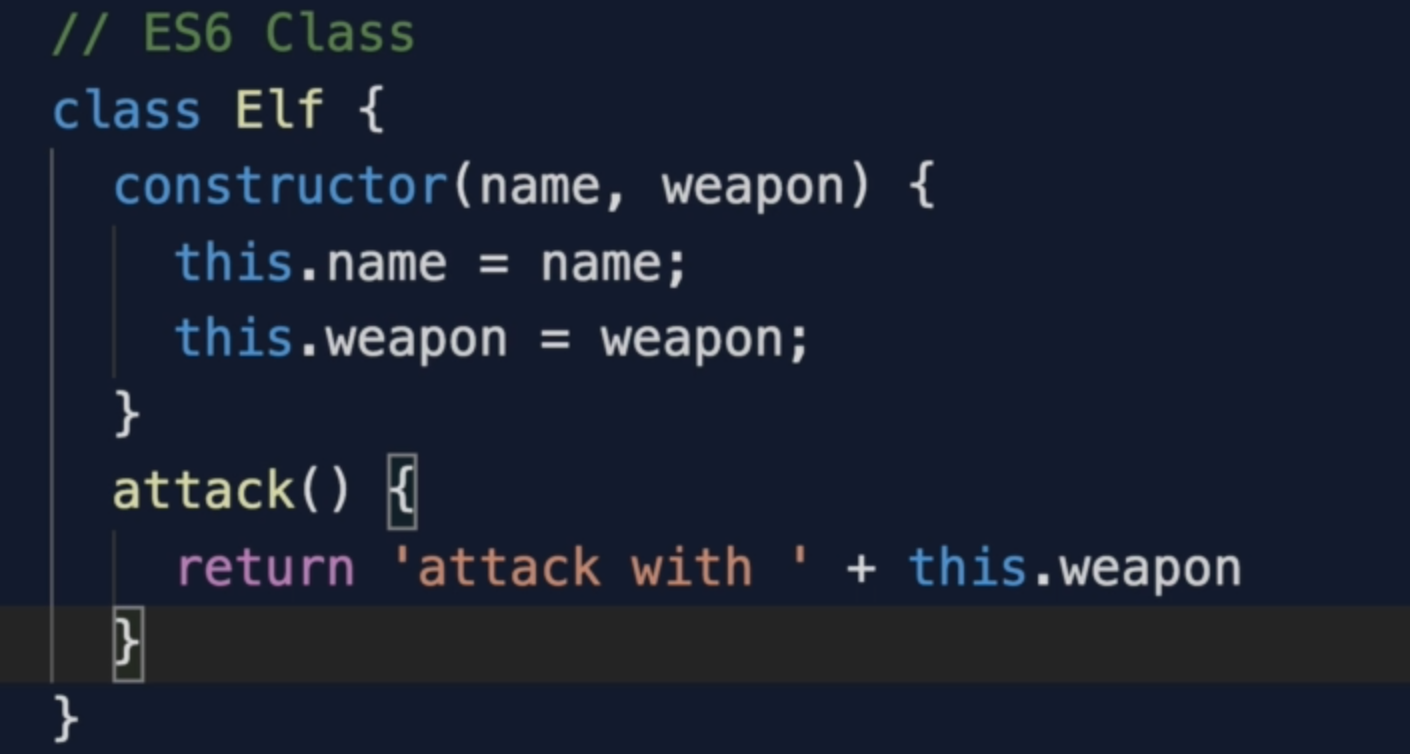 // ES6 Class
class Elf {
  constructor(name, weapon) {
    this.name = name;
    this.weapon = weapon;
  }
  attack() {
    return 'attack with ' + this.weapon
  }
}